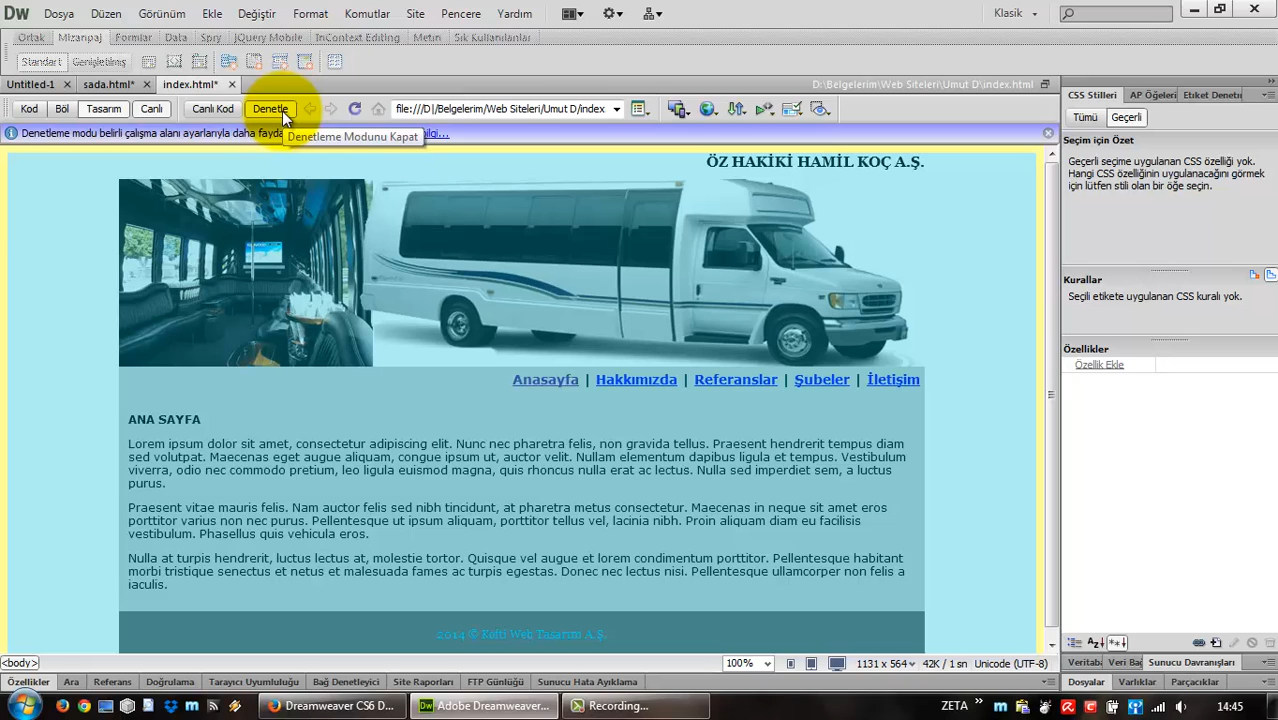 Dw Dosya Düzen Görünüm Ekle Değiştir Format Komutlar Site Pencere Yardım Klasik
Ortak Mizanpaj Formlar Data Spry jQuery Mobile InContext Editing Metin Sık Kullanılanlar
Standart Genişletilmiş
Untitled-1 sada.html* index.html* D:\Belgelerim\Web Siteleri\Umut D\index.html
Kod Böl Tasarım Canlı Canlı Kod Denetle file:///D|/Belgelerim/Web Siteleri/Umut D/index
Denetleme modu belirli çalışma alanı ayarlarıyla daha fayda
Denetleme Modunu Kapat
ÖZ HAKİKİ HAMİL KOÇ A.Ş.
Anasayfa | Hakkımızda | Referanslar | Şubeler | İletişim
ANA SAYFA
Lorem ipsum dolor sit amet, consectetur adipiscing elit. Nunc nec pharetra felis, non gravida tellus. Praesent hendrerit tempus diam
sed volutpat. Maecenas eget augue aliquam, congue ipsum ut, auctor velit. Nullam elementum dapibus ligula et tempus. Vestibulum
viverra, odio nec commodo pretium, leo ligula euismod magna, quis rhoncus nulla erat ac lectus. Nulla sed imperdiet sem, a luctus
purus.
Praesent vitae mauris felis. Nam auctor felis sed nibh tincidunt, at pharetra metus consectetur. Maecenas in neque sit amet eros
porttitor varius non nec purus. Pellentesque ut ipsum aliquam, porttitor tellus vel, lacinia nibh. Proin aliquam diam eu facilisis
vestibulum. Phasellus quis vehicula eros.
Nulla at turpis hendrerit, luctus lectus at, molestie tortor. Quisque vel augue et lorem condimentum porttitor. Pellentesque habitant
morbi tristique senectus et netus et malesuada fames ac turpis egestas. Donec nec lectus nisi. Pellentesque ullamcorper non felis a
iaculis.
2014 © Köfti Web Tasarım A.Ş.
CSS Stilleri AP Öğeleri Etiket Denetim
Tümü Geçerli
Seçim için Özet
Geçerli seçime uygulanan CSS özelliği yok.
Hangi CSS özelliğinin uygulanacağını görmek
için lütfen stili olan bir öğe seçin.
Kurallar
Seçili etikete uygulanan CSS kuralı yok.
Özellikler
Özellik Ekle
<body> 100% 1131 x 564 42K / 1 sn Unicode (UTF-8)
Veritaba Veri Bağ Sunucu Davranışları
Özellikler Ara Referans Doğrulama Tarayıcı Uyumluluğu Bağ Denetleyici Site Raporları FTP Günlüğü Sunucu Hata Ayıklama
Dosyalar Varlıklar Parçacıklar
Dreamweaver CS6 D... Adobe Dreamweaver... Recording... ZETA 14:45